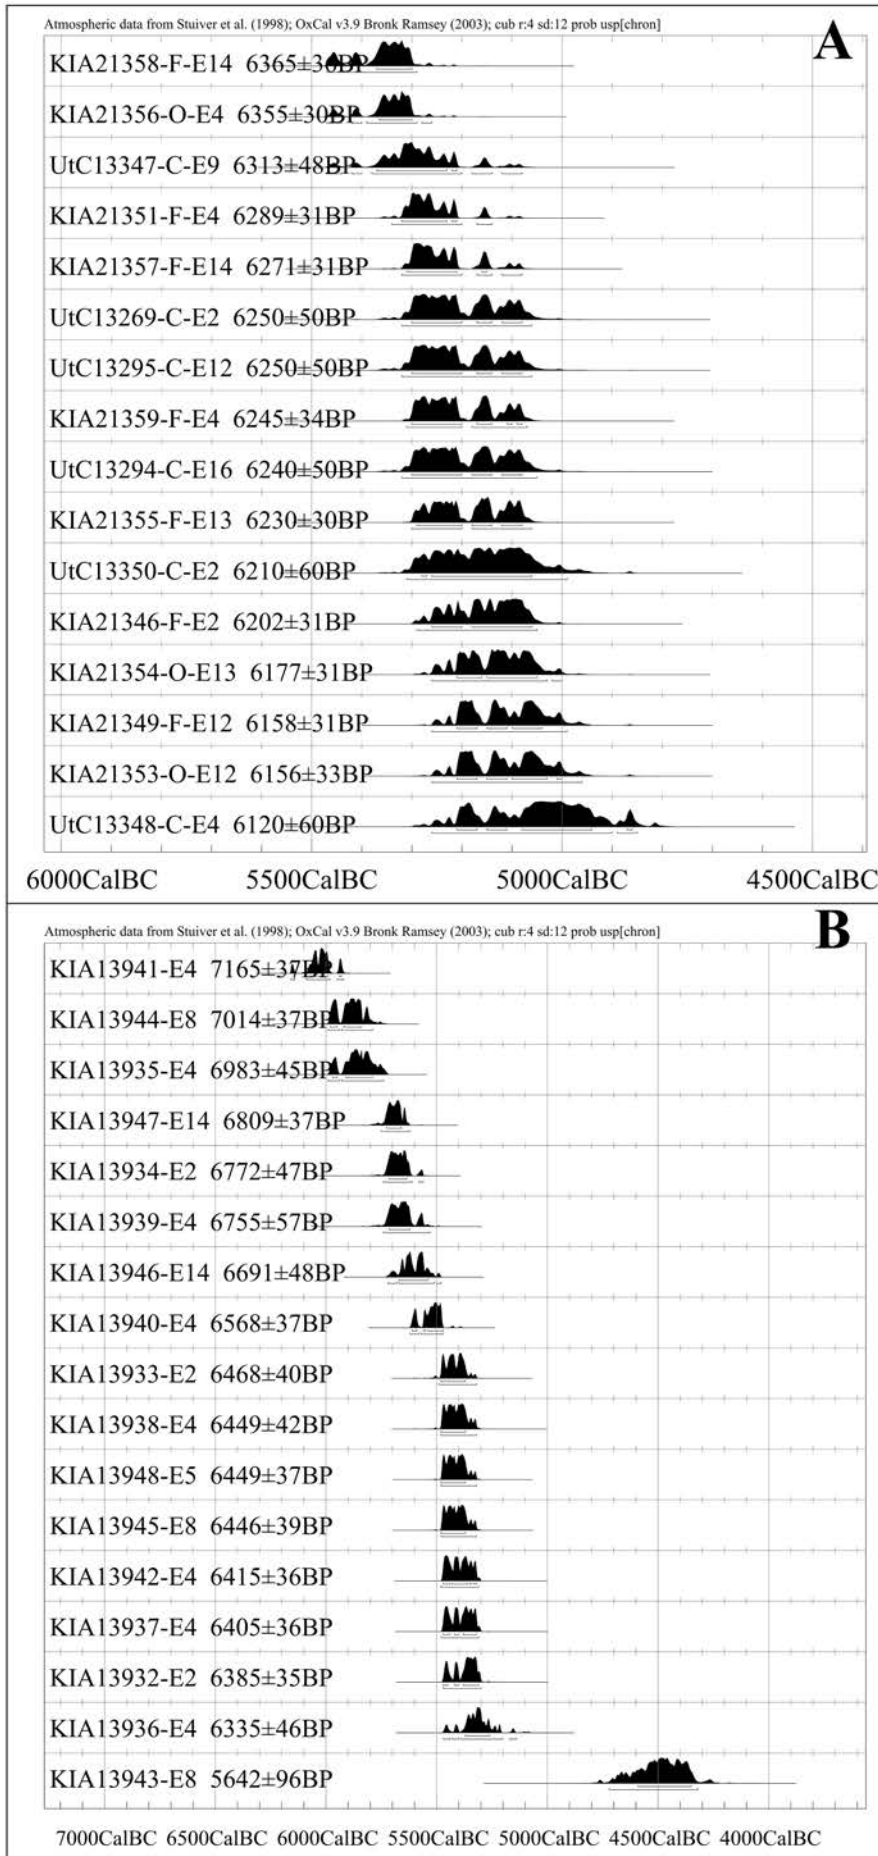 Atmospheric data from Stuiver et al. (1998); OxCal v3.9 Bronk Ramsey (2003); cub r:4 sd:12 prob usp[chron]
A
KIA21358-F-E14 6365±36BP
KIA21356-O-E4 6355±30BP
UtC13347-C-E9 6313±48BP
KIA21351-F-E4 6289±31BP
KIA21357-F-E14 6271±31BP
UtC13269-C-E2 6250±50BP
UtC13295-C-E12 6250±50BP
KIA21359-F-E4 6245±34BP
UtC13294-C-E16 6240±50BP
KIA21355-F-E13 6230±30BP
UtC13350-C-E2 6210±60BP
KIA21346-F-E2 6202±31BP
KIA21354-O-E13 6177±31BP
KIA21349-F-E12 6158±31BP
KIA21353-O-E12 6156±33BP
UtC13348-C-E4 6120±60BP
6000CalBC 5500CalBC 5000CalBC 4500CalBC
Atmospheric data from Stuiver et al. (1998); OxCal v3.9 Bronk Ramsey (2003); cub r:4 sd:12 prob usp[chron]
B
KIA13941-E4 7165±37BP
KIA13944-E8 7014±37BP
KIA13935-E4 6983±45BP
KIA13947-E14 6809±37BP
KIA13934-E2 6772±47BP
KIA13939-E4 6755±57BP
KIA13946-E14 6691±48BP
KIA13940-E4 6568±37BP
KIA13933-E2 6468±40BP
KIA13938-E4 6449±42BP
KIA13948-E5 6449±37BP
KIA13945-E8 6446±39BP
KIA13942-E4 6415±36BP
KIA13937-E4 6405±36BP
KIA13932-E2 6385±35BP
KIA13936-E4 6335±46BP
KIA13943-E8 5642±96BP
7000CalBC 6500CalBC 6000CalBC 5500CalBC 5000CalBC 4500CalBC 4000CalBC